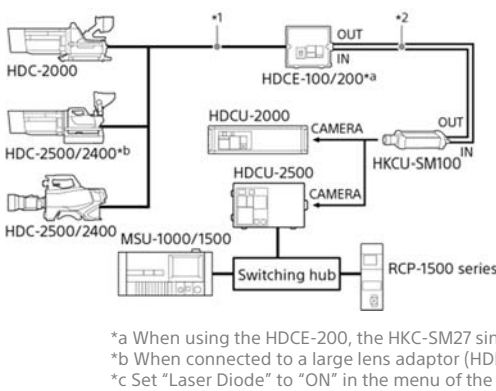 *1
*2
OUT
IN
HDC-2000
HDCE-100/200*a
HDCU-2000
CAMERA
OUT
IN
HKCU-SM100
HDC-2500/2400*b
HDCU-2500
CAMERA
HDC-2500/2400
MSU-1000/1500
Switching hub
RCP-1500 series
*a When using the HDCE-200, the HKC-SM27
*b When connected to a large lens adaptor
*c Set “Laser Diode” to “ON” in the menu of the